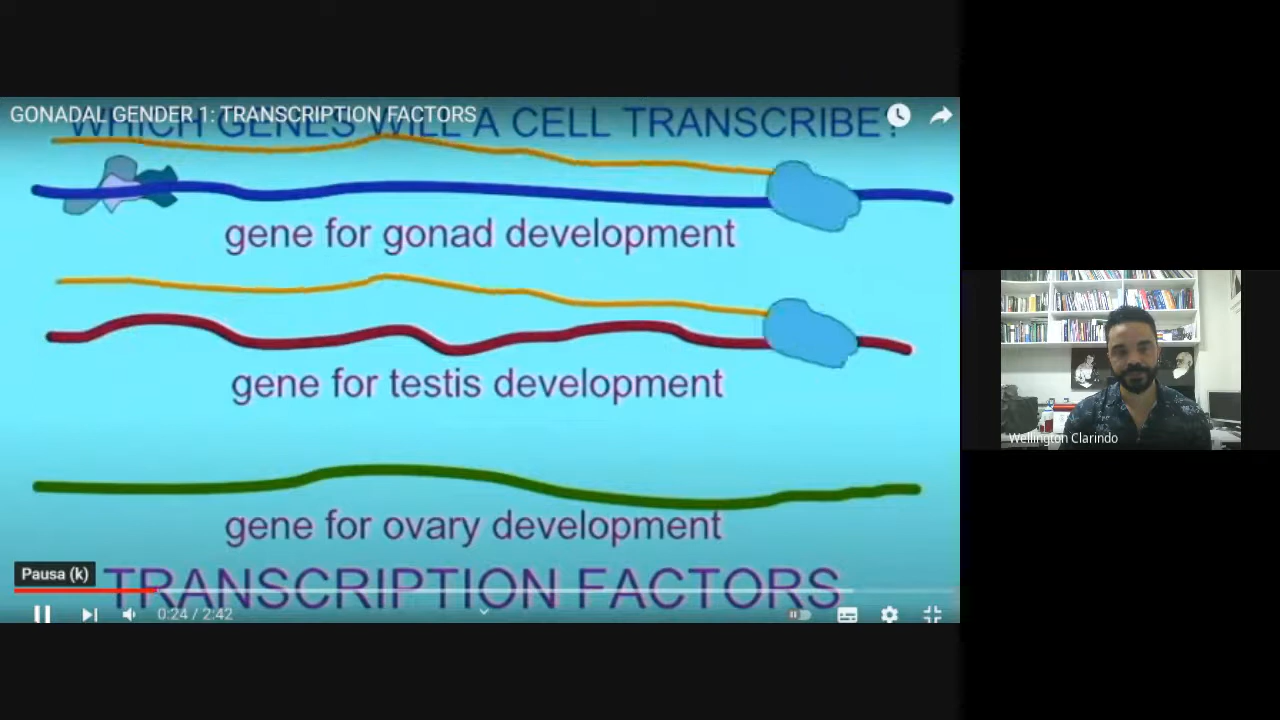 GONADAL GENDER 1: TRANSCRIPTION FACTORS
WHICH GENES WILL A CELL TRANSCRIBE?
gene for gonad development
gene for testis development
gene for ovary development
TRANSCRIPTION FACTORS
Pausa (k)
0:24 / 2:42
Wellington Clarindo